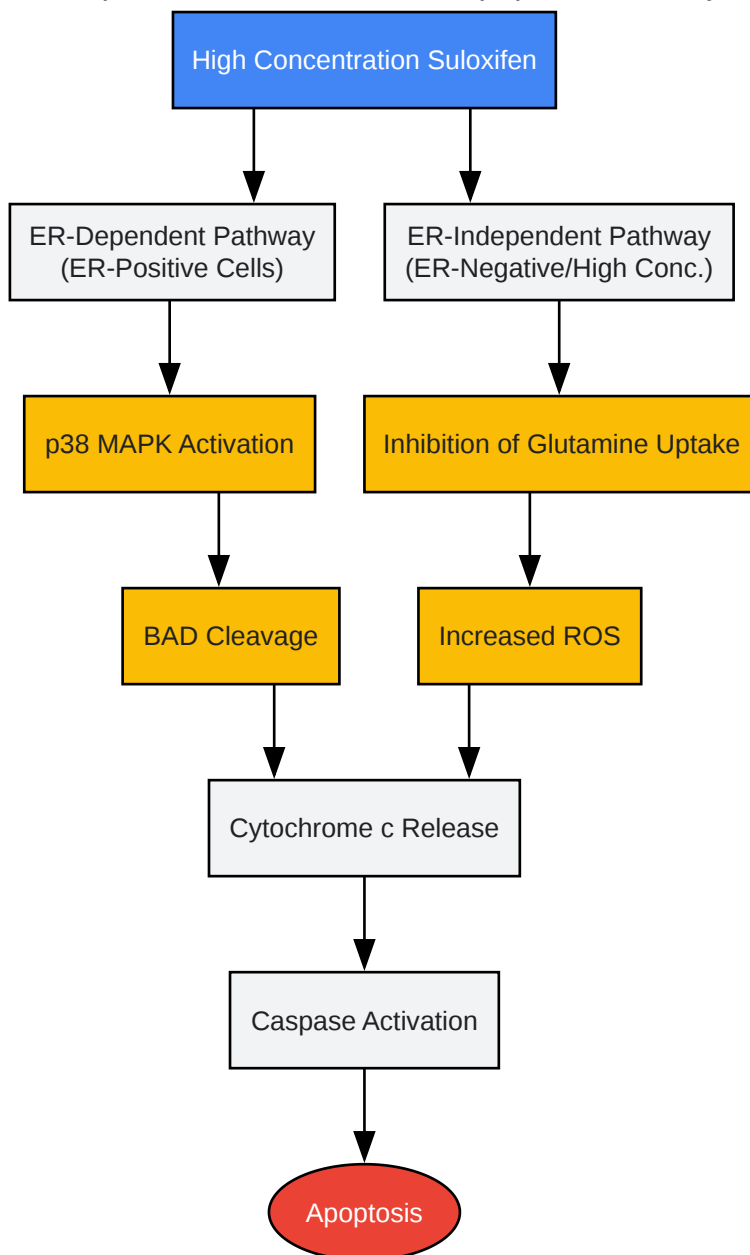 High Concentration Suloxifen
ER-Dependent Pathway
(ER-Positive Cells)
ER-Independent Pathway
(ER-Negative/High Conc.)
p38 MAPK Activation
Inhibition of Glutamine Uptake
BAD Cleavage
Increased ROS
Cytochrome c Release
Caspase Activation
Apoptosis